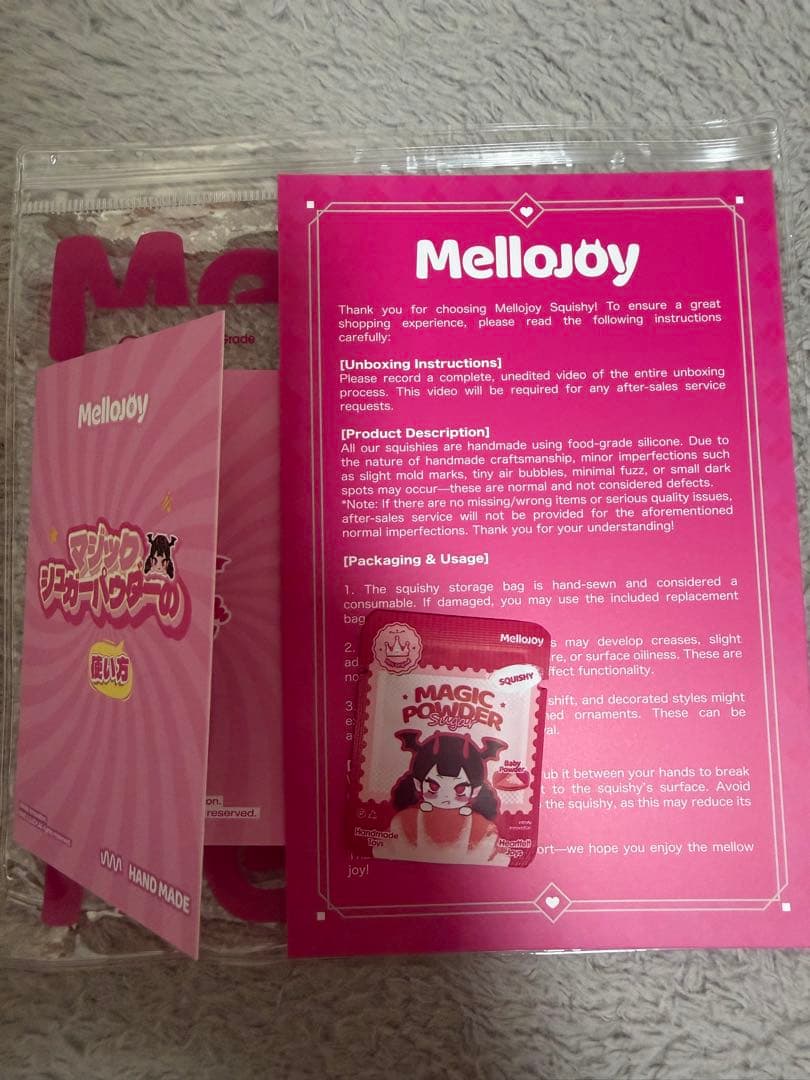 Me
Grade
Mellojoy
マジック
シュガーパウダーの
使い方
HAND MADE
on.
reserved.
Mellojoy
Thank you for choosing Mellojoy Squishy! To ensure a great
shopping experience, please read the following instructions
carefully:
[Unboxing Instructions]
Please record a complete, unedited video of the entire unboxing
process. This video will be required for any after-sales service
requests.
[Product Description]
All our squishies are handmade using food-grade silicone. Due to
the nature of handmade craftsmanship, minor imperfections such
as slight mold marks, tiny air bubbles, minimal fuzz, or small dark
spots may occur—these are normal and not considered defects.
*Note: If there are no missing/wrong items or serious quality issues,
after-sales service will not be provided for the aforementioned
normal imperfections. Thank you for your understanding!
[Packaging & Usage]
1. The squishy storage bag is hand-sewn and considered a
consumable. If damaged, you may use the included replacement
bag
2. s may develop creases, slight
ad re, or surface oiliness. These are
no ffect functionality.
3. shift, and decorated styles might
e ned ornaments. These can be
a al.
[
ub it between your hands to break
t to the squishy's surface. Avoid
the squishy, as this may reduce its
ort—we hope you enjoy the mellow
joy!
Mellojoy
SQUISHY
MAGIC
POWDER
Sugar
Baby
Powder
Handmade
Toys
HeartMelt
Joys